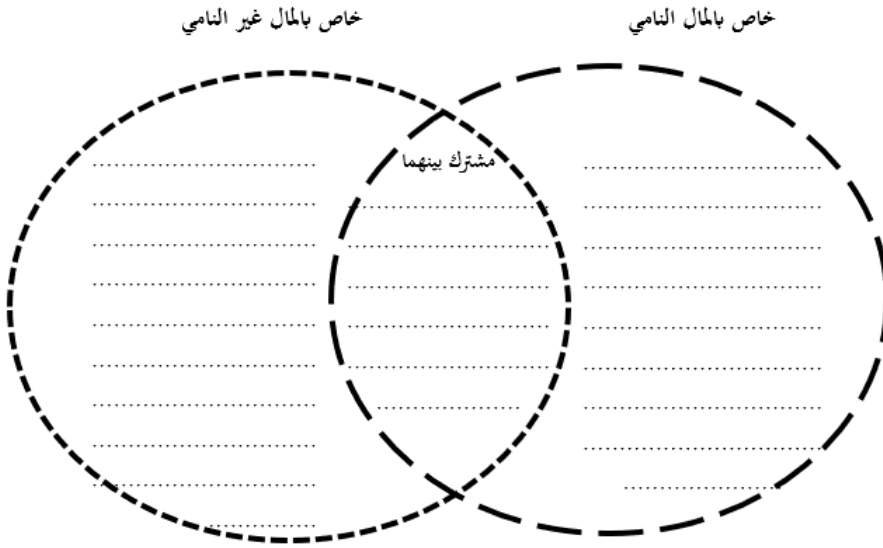 خاص بالمال النامي
خاص بالمال غير النامي
مشترك بينهما